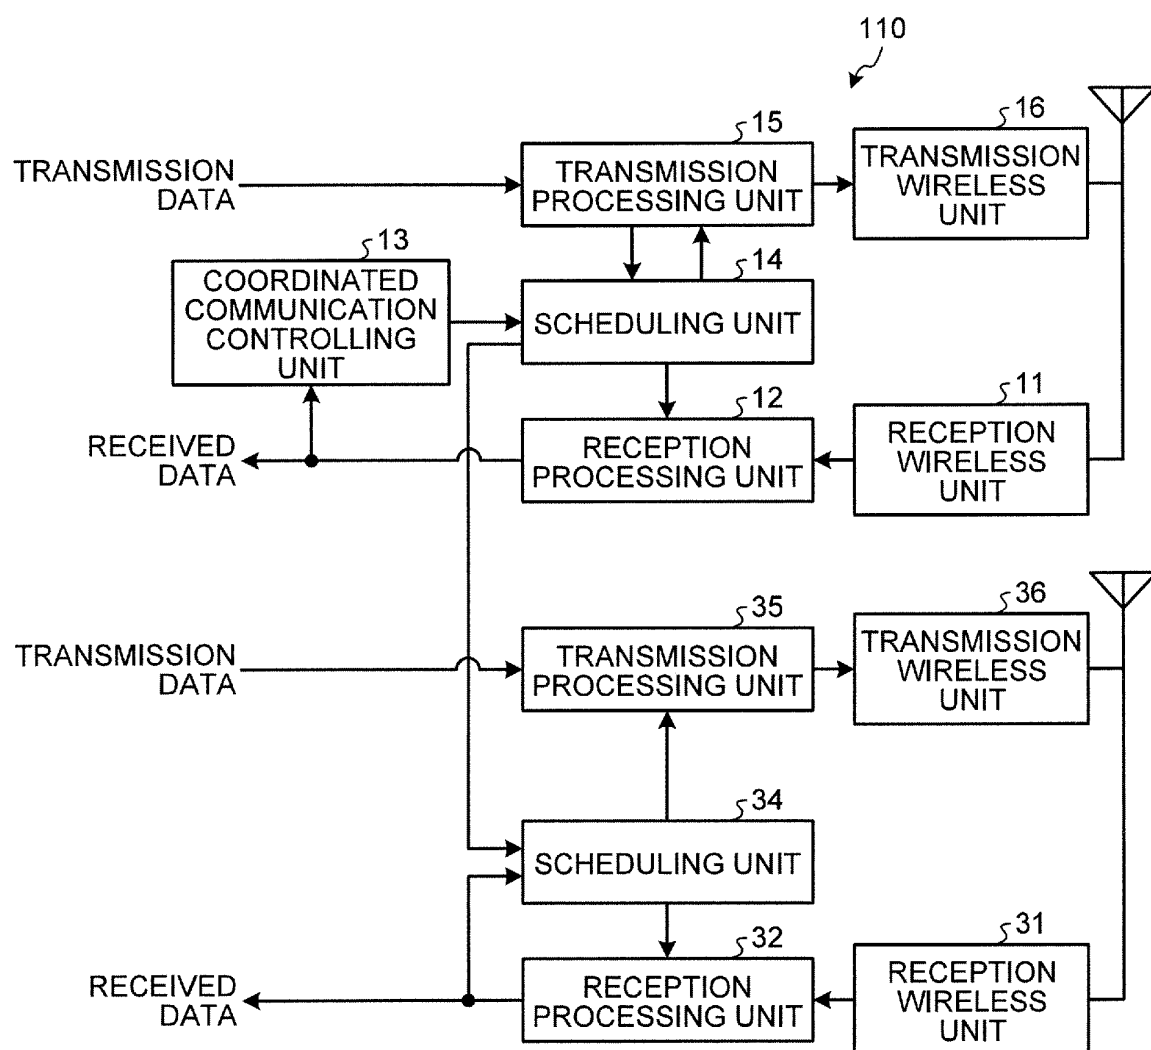 110
15
16
TRANSMISSION
DATA
TRANSMISSION
PROCESSING UNIT
TRANSMISSION
WIRELESS
UNIT
13
14
COORDINATED
COMMUNICATION
CONTROLLING
UNIT
SCHEDULING UNIT
12
11
RECEIVED
DATA
RECEPTION
PROCESSING UNIT
RECEPTION
WIRELESS
UNIT
35
36
TRANSMISSION
DATA
TRANSMISSION
PROCESSING UNIT
TRANSMISSION
WIRELESS
UNIT
34
SCHEDULING UNIT
32
31
RECEIVED
DATA
RECEPTION
PROCESSING UNIT
RECEPTION
WIRELESS
UNIT